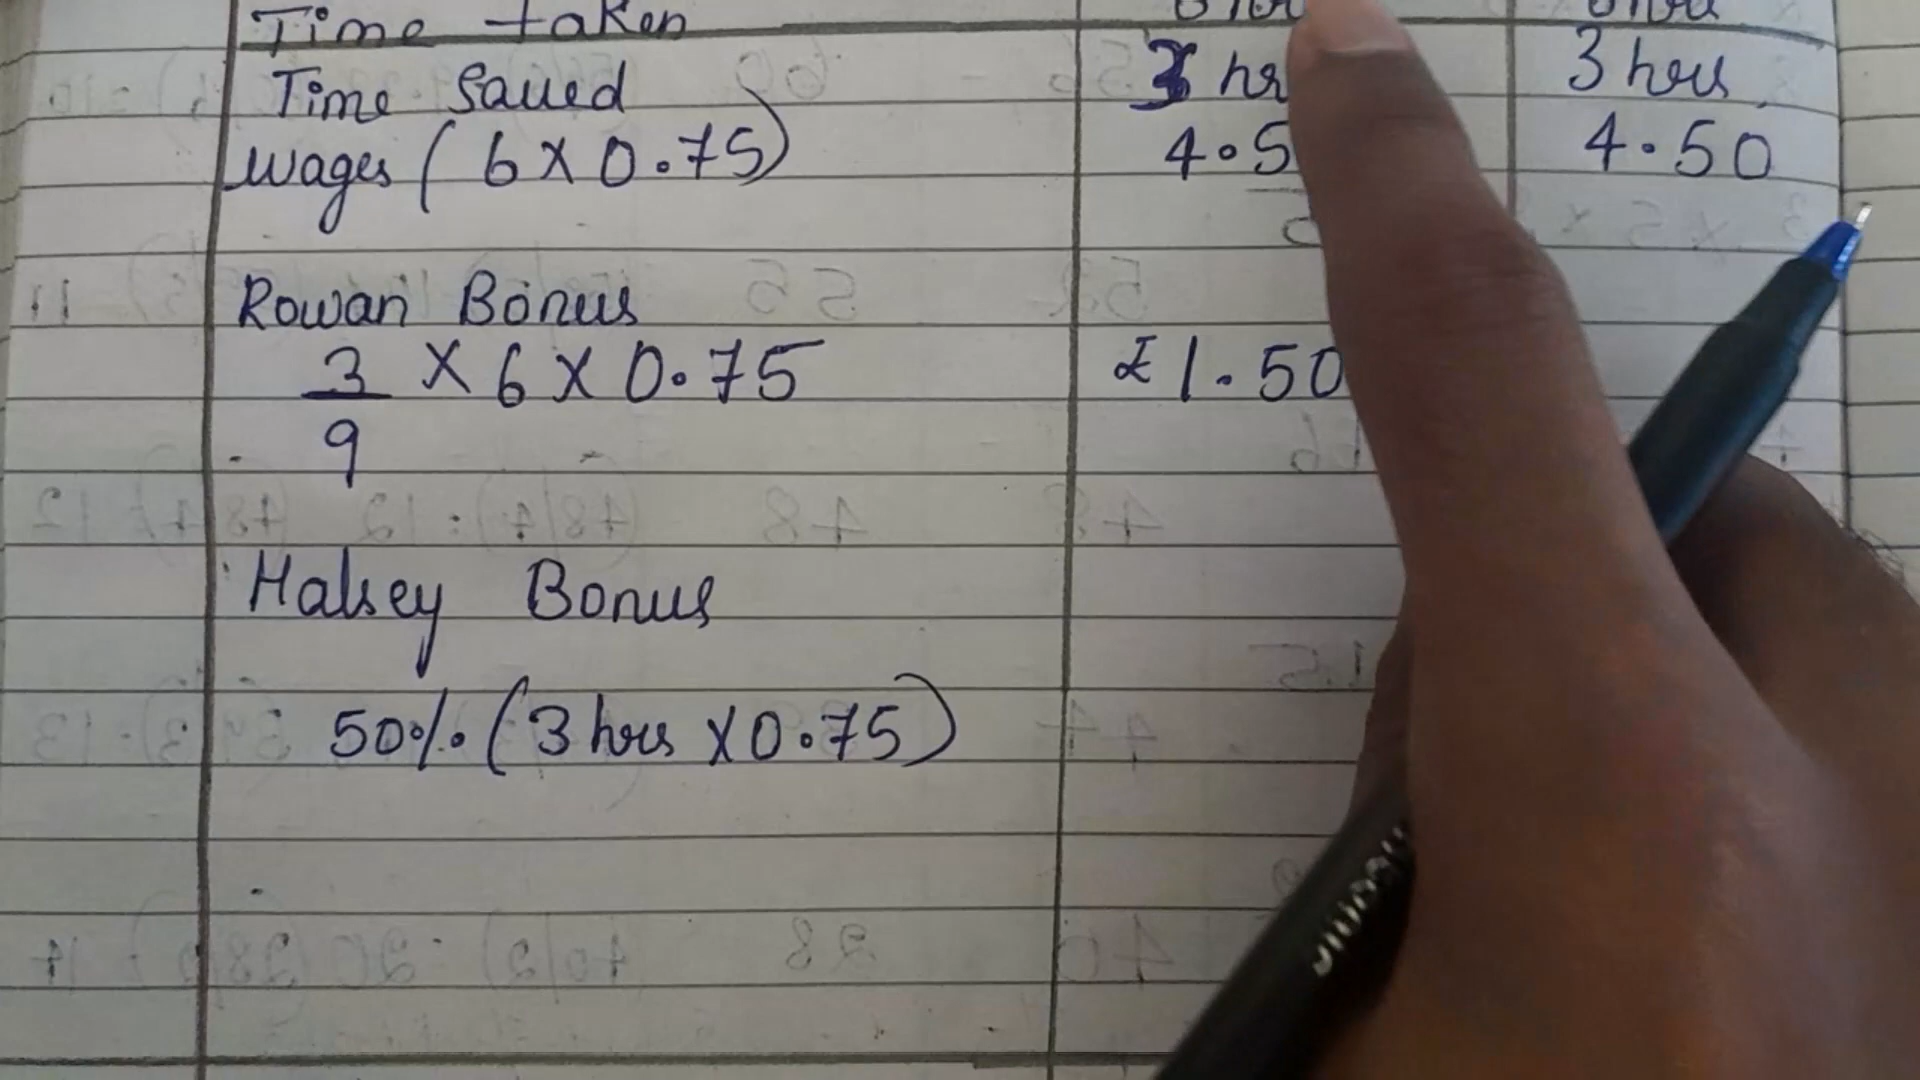 Time taken
Time Saved 3 hr 3 hrs
wages (6 X 0.75) 4.5 4.50
Rowan Bonus
3 X 6 X 0.75 £1.50
9
Halsey Bonus
50% (3 hrs X 0.75)